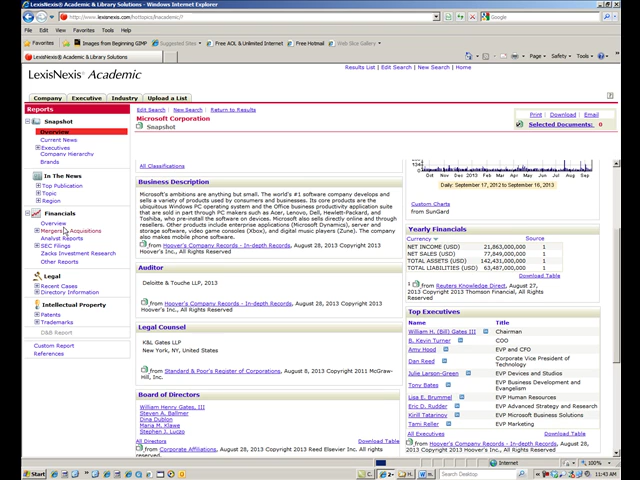 LexisNexis® Academic & Library Solutions - Windows Internet Explorer
http://www.lexisnexis.com/hottopics/lnacademic/?
Google
File Edit View Favorites Tools Help
Favorites Images from Beginning GIMP Suggested Sites Free AOL & Unlimited Internet Free Hotmail Web Slice Gallery
LexisNexis® Academic & Library Solutions
Page Safety Tools
LexisNexis® Academic
Results List | Edit Search | New Search | Home
Company Executive Industry Upload a List
Reports
Snapshot
Overview
Current News
Executives
Company Hierarchy
Brands
In The News
Top Publication
Topic
Region
Financials
Overview
Mergers Acquisitions
Analyst Reports
SEC Filings
Zacks Investment Research
Other Reports
Legal
Recent Cases
Directory Information
Intellectual Property
Patents
Trademarks
D&B Report
Custom Report
References
Edit Search New Search Return to Results
Microsoft Corporation
Snapshot
Print | Download | Email
Selected Documents: 0
All Classifications
Business Description
Microsoft's ambitions are anything but small. The world's #1 software company develops and
sells a variety of products used by consumers and businesses. Its core products are the
ubiquitous Windows PC operating system and the Office business productivity suite
that are sold in part through PC makers such as Acer, Lenovo, Dell, Hewlett-Packard, and
Toshiba, who pre-install the software on devices. Microsoft also sells directly online and through
resellers. Other products include enterprise applications (Microsoft Dynamics), server and
storage software, video game consoles (Xbox), and digital music players (Zune). The company
also makes mobile phone software.
from Hoover's Company Records - In-depth Records, August 28, 2013 Copyright 2013
Hoover's Inc., All Rights Reserved
Auditor
Deloitte & Touche LLP, 2013
from Hoover's Company Records - In-depth Records, August 28, 2013 Copyright 2013
Hoover's Inc., All Rights Reserved
Legal Counsel
K&L Gates LLP
New York, NY, United States
from Standard & Poor's Register of Corporations, August 8, 2013 Copyright 2011 McGraw-
Hill, Inc.
Board of Directors
William Henry Gates, III
Steven A. Ballmer
Dina Dublon
Maria M. Klawe
Stephen J. Luczo
All Directors Download Table
from Corporate Affiliations, August 28, 2013 Copyright 2013 Reed Elsevier Inc. All Rights
Reserved
134
Oct Nov Dec Jan Feb Mar Apr May Jun Jul Aug Sep
Daily: September 17, 2012 to September 16, 2013
Custom Charts
from SunGard
Yearly Financials
Currency Source
NET INCOME (USD) 21,863,000,000 1
NET SALES (USD) 77,849,000,000 1
TOTAL ASSETS (USD) 142,431,000,000 1
TOTAL LIABILITIES (USD) 63,487,000,000 1
Download Table
1 from Reuters Knowledge Direct, August 27,
2013 Copyright 2013 Thomson Financial, All Rights
Reserved
Top Executives
Name Title
William H. (Bill) Gates III Chairman
B. Kevin Turner COO
Amy Hood EVP and CFO
Dan Reed Corporate Vice President of
Technology
Julie Larson-Green EVP Devices and Studios
Tony Bates EVP Business Development and
Evangelism
Lisa E. Brummel EVP Human Resources
Eric D. Rudder EVP Advanced Strategy and Research
Kirill Tatarinov EVP Microsoft Business Solutions
Tami Reller EVP Marketing
All Executives Download Table
from Hoover's Company Records - In-depth Records, August 28,
2013 Copyright 2013 Hoover's Inc., All Rights Reserved
Internet 100%
Start Search Desktop 11:43 AM